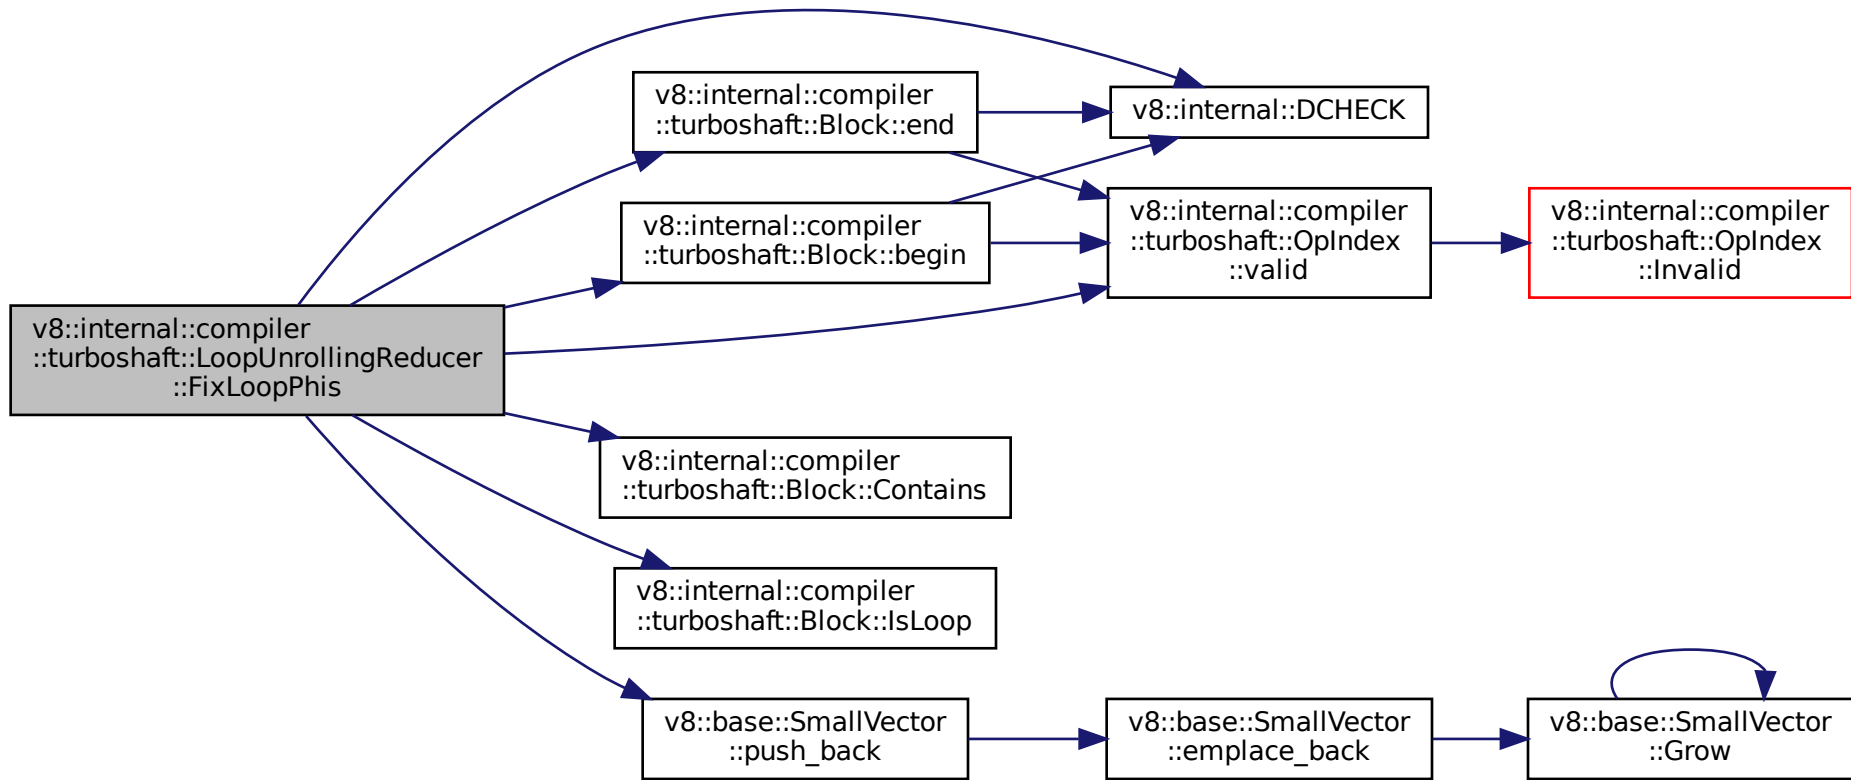 v8::internal::compiler
::turboshaft::Block::end
v8::internal::DCHECK
v8::internal::compiler
::turboshaft::Block::begin
v8::internal::compiler
::turboshaft::OpIndex
::valid
v8::internal::compiler
::turboshaft::OpIndex
::Invalid
v8::internal::compiler
::turboshaft::LoopUnrollingReducer
::FixLoopPhis
v8::internal::compiler
::turboshaft::Block::Contains
v8::internal::compiler
::turboshaft::Block::IsLoop
v8::base::SmallVector
::push_back
v8::base::SmallVector
::emplace_back
v8::base::SmallVector
::Grow